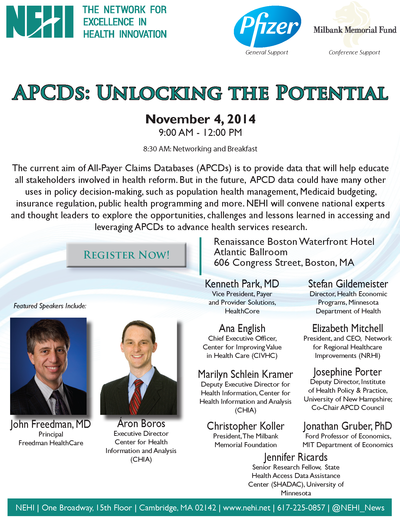 NEHI
THE NETWORK FOR
EXCELLENCE IN
HEALTH INNOVATION
Pfizer
General Support
Milbank Memorial Fund
Conference Support
APCDs: Unlocking the Potential
November 4, 2014
9:00 AM - 12:00 PM
8:30 AM: Networking and Breakfast
The current aim of All-Payer Claims Databases (APCDs) is to provide data that will help educate
all stakeholders involved in health reform. But in the future, APCD data could have many other
uses in policy decision-making, such as population health management, Medicaid budgeting,
insurance regulation, public health programming and more. NEHI will convene national experts
and thought leaders to explore the opportunities, challenges and lessons learned in accessing and
leveraging APCDs to advance health services research.
Register Now!
Renaissance Boston Waterfront Hotel
Atlantic Ballroom
606 Congress Street, Boston, MA
Featured Speakers Include:
John Freedman, MD
Principal
Freedman HealthCare
Aron Boros
Executive Director
Center for Health
Information and Analysis
(CHIA)
Kenneth Park, MD
Vice President, Payer
and Provider Solutions,
HealthCore
Stefan Gildemeister
Director, Health Economic
Programs, Minnesota
Department of Health
Ana English
Chief Executive Officer,
Center for Improving Value
in Health Care (CIVHC)
Elizabeth Mitchell
President, and CEO, Network
for Regional Healthcare
Improvements (NRHI)
Marilyn Schlein Kramer
Deputy Executive Director for
Health Information, Center for
Health Information and Analysis
(CHIA)
Josephine Porter
Deputy Director, Institute
of Health Policy & Practice,
University of New Hampshire;
Co-Chair APCD Council
Christopher Koller
President, The Milbank
Memorial Foundation
Jonathan Gruber, PhD
Ford Professor of Economics,
MIT Department of Economics
Jennifer Ricards
Senior Research Fellow, State
Health Access Data Assistance
Center (SHADAC), University of
Minnesota
NEHI | One Broadway, 15th Floor | Cambridge, MA 02142 | www.nehi.net | 617-225-0857 | @NEHI_News